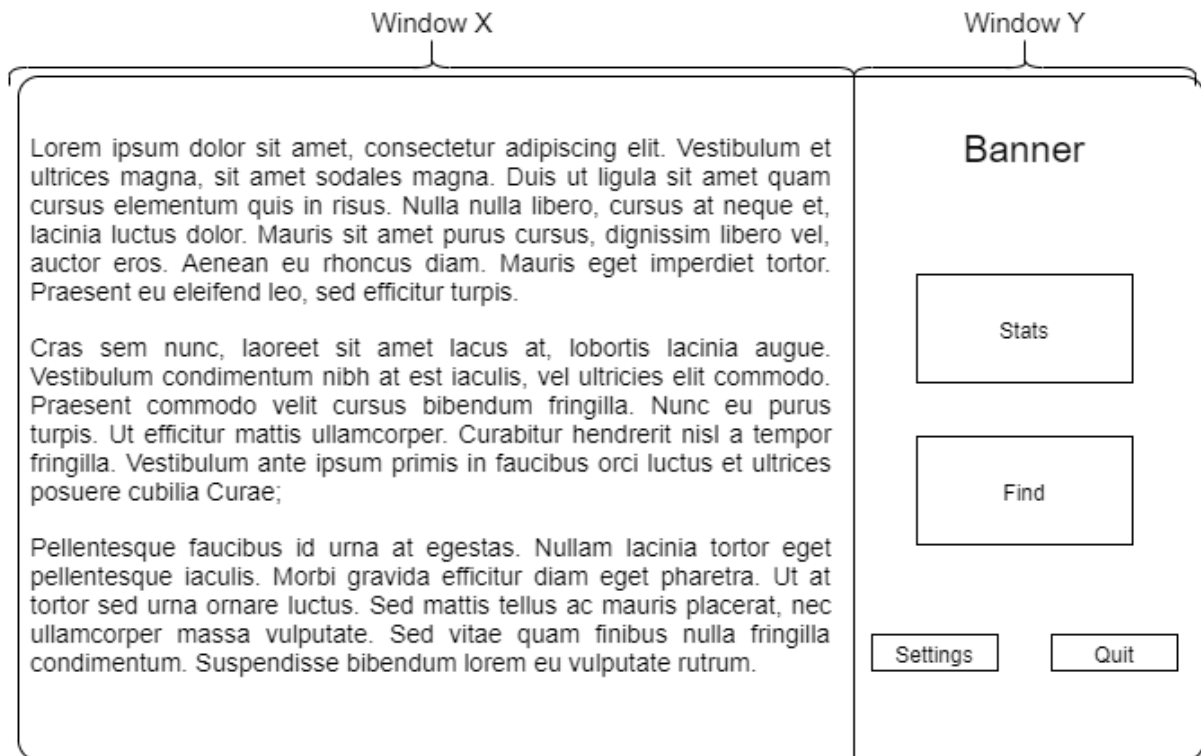 Window X
Window Y
Lorem ipsum dolor sit amet, consectetur adipiscing elit. Vestibulum et
ultrices magna, sit amet sodales magna. Duis ut ligula sit amet quam
cursus elementum quis in risus. Nulla nulla libero, cursus at neque et,
lacinia luctus dolor. Mauris sit amet purus cursus, dignissim libero vel,
auctor eros. Aenean eu rhoncus diam. Mauris eget imperdiet tortor.
Praesent eu eleifend leo, sed efficitur turpis.
Cras sem nunc, laoreet sit amet lacus at, lobortis lacinia augue.
Vestibulum condimentum nibh at est iaculis, vel ultricies elit commodo.
Praesent commodo velit cursus bibendum fringilla. Nunc eu purus
turpis. Ut efficitur mattis ullamcorper. Curabitur hendrerit nisl a tempor
fringilla. Vestibulum ante ipsum primis in faucibus orci luctus et ultrices
posuere cubilia Curae;
Pellentesque faucibus id urna at egestas. Nullam lacinia tortor eget
pellentesque iaculis. Morbi gravida efficitur diam eget pharetra. Ut at
tortor sed urna ornare luctus. Sed mattis tellus ac mauris placerat, nec
ullamcorper massa vulputate. Sed vitae quam finibus nulla fringilla
condimentum. Suspendisse bibendum lorem eu vulputate rutrum.
Banner
Stats
Find
Settings
Quit